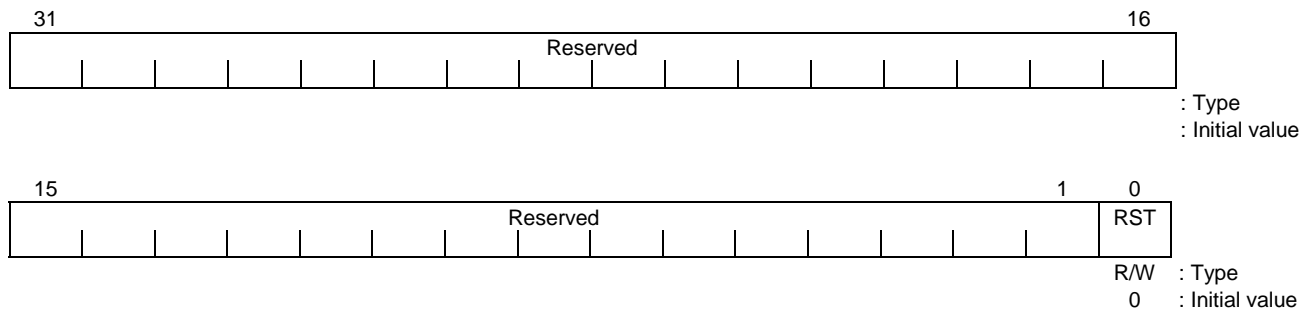 31 16
Reserved
: Type
: Initial value
15 1 0
Reserved RST
R/W : Type
0 : Initial value